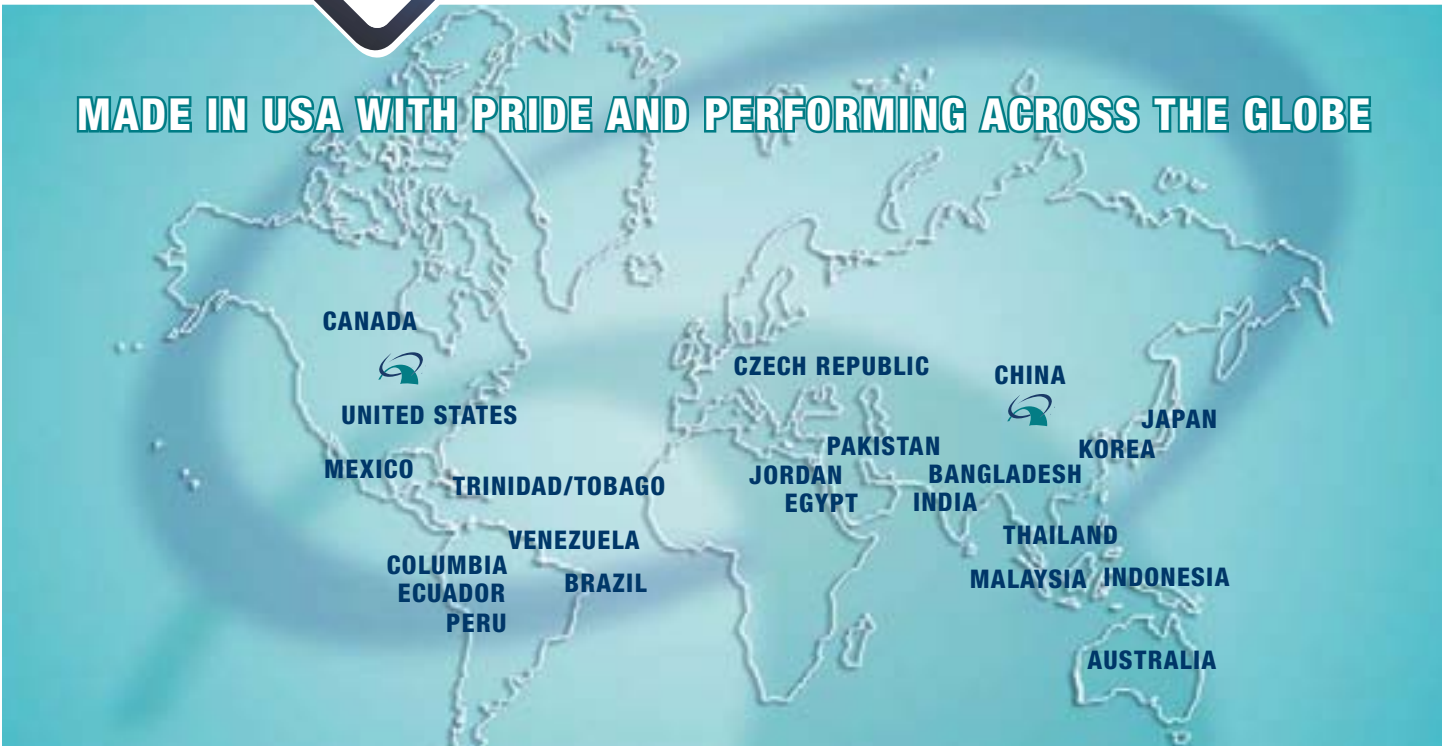 MADE IN USA WITH PRIDE AND PERFORMING ACROSS THE GLOBE
CANADA
UNITED STATES
MEXICO
TRINIDAD/TOBAGO
VENEZUELA
COLUMBIA
ECUADOR
PERU
BRAZIL
CZECH REPUBLIC
CHINA
JAPAN
KOREA
PAKISTAN
JORDAN
EGYPT
BANGLADESH
INDIA
THAILAND
MALAYSIA
INDONESIA
AUSTRALIA